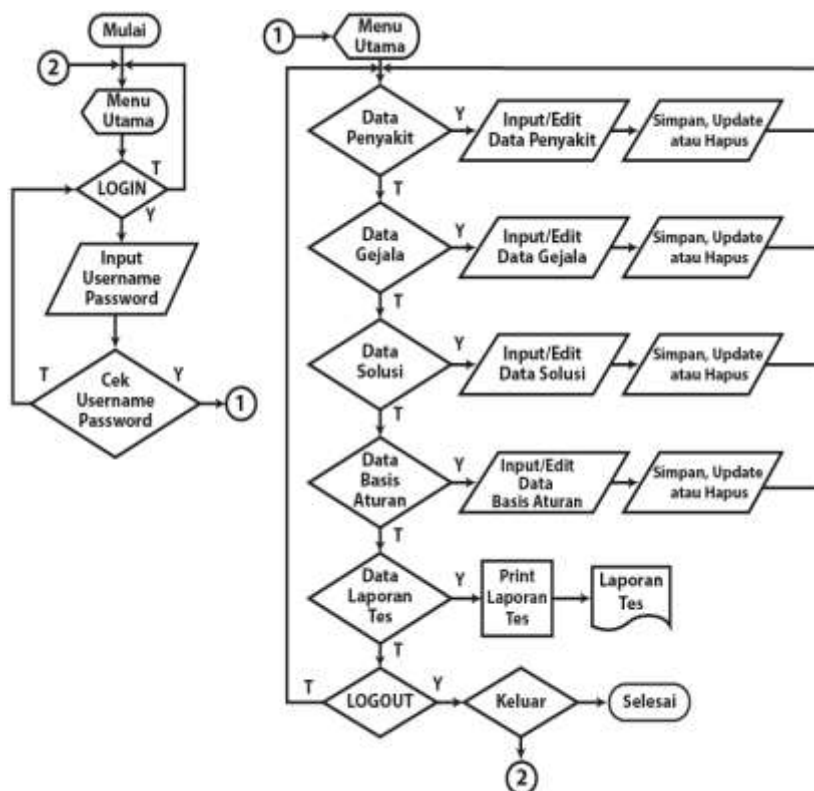 Mulai
2
Menu
Utama
T
LOGIN
Y
Input
Username
Password
T
Cek
Username
Password
Y
1
1
Menu
Utama
Data
Penyakit
Y
Input/Edit
Data Penyakit
Simpan, Update
atau Hapus
T
Data
Gejala
Y
Input/Edit
Data Gejala
Simpan, Update
atau Hapus
T
Data
Solusi
Y
Input/Edit
Data Solusi
Simpan, Update
atau Hapus
T
Data
Basis
Aturan
Y
Input/Edit
Data
Basis Aturan
Simpan, Update
atau Hapus
T
Data
Laporan
Tes
Y
Print
Laporan
Tes
Laporan
Tes
T
T
LOGOUT
Y
Keluar
Selesai
2